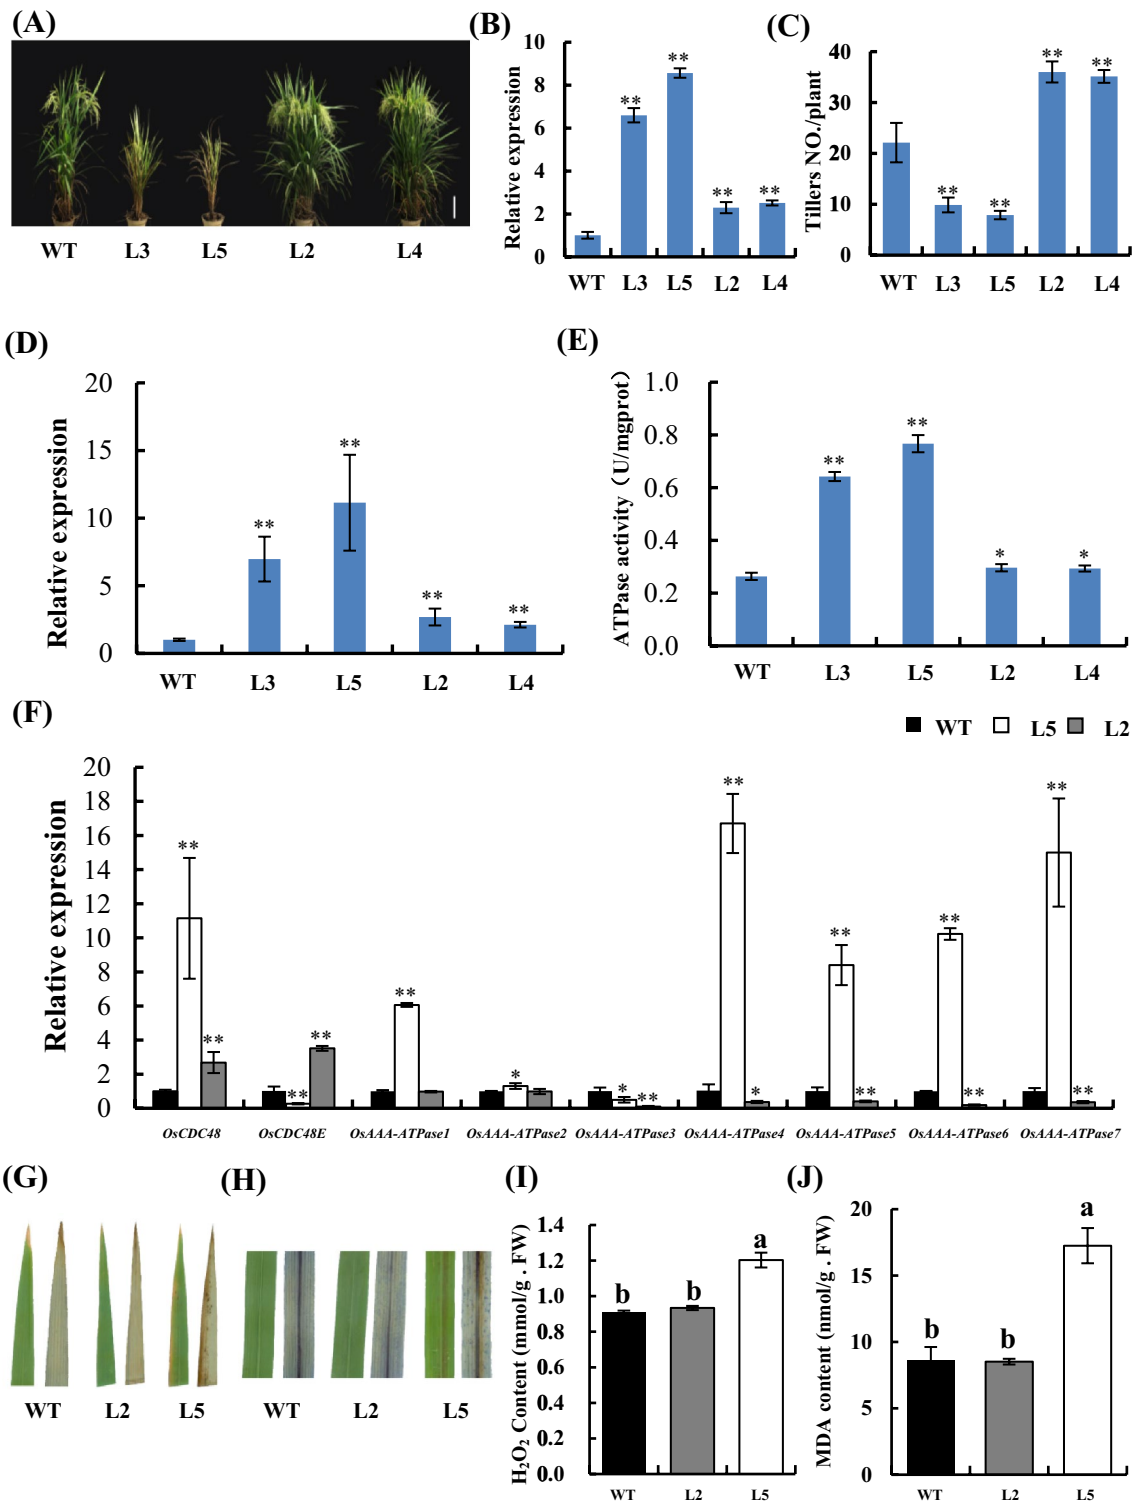 (A)
WT L3 L5 L2 L4
(B)
Relative expression
10
8
6
4
2
0
** ** ** **
WT L3 L5 L2 L4
(C)
Tillers NO./plant
40
30
20
10
0
** ** ** **
WT L3 L5 L2 L4
(D)
Relative expression
20
15
10
5
0
** ** ** **
WT L3 L5 L2 L4
(E)
ATPase activity（U/mgprot）
1.0
0.8
0.6
0.4
0.2
0.0
** ** * *
WT L3 L5 L2 L4
(F)
WT L5 L2
Relative expression
20
18
16
14
12
10
8
6
4
2
0
** ** ** ** ** * * ** ** * ** ** ** ** ** **
OsCDC48 OsCDC48E OsAAA-ATPase1 OsAAA-ATPase2 OsAAA-ATPase3 OsAAA-ATPase4 OsAAA-ATPase5 OsAAA-ATPase6 OsAAA-ATPase7
(G)
WT L2 L5
(H)
WT L2 L5
(I)
H₂O₂ Content (mmol/g . FW)
1.4
1.2
1.0
0.8
0.6
0.4
0.2
0.0
b b a
WT L2 L5
(J)
MDA content (nmol/g . FW)
20
15
10
5
0
b b a
WT L2 L5